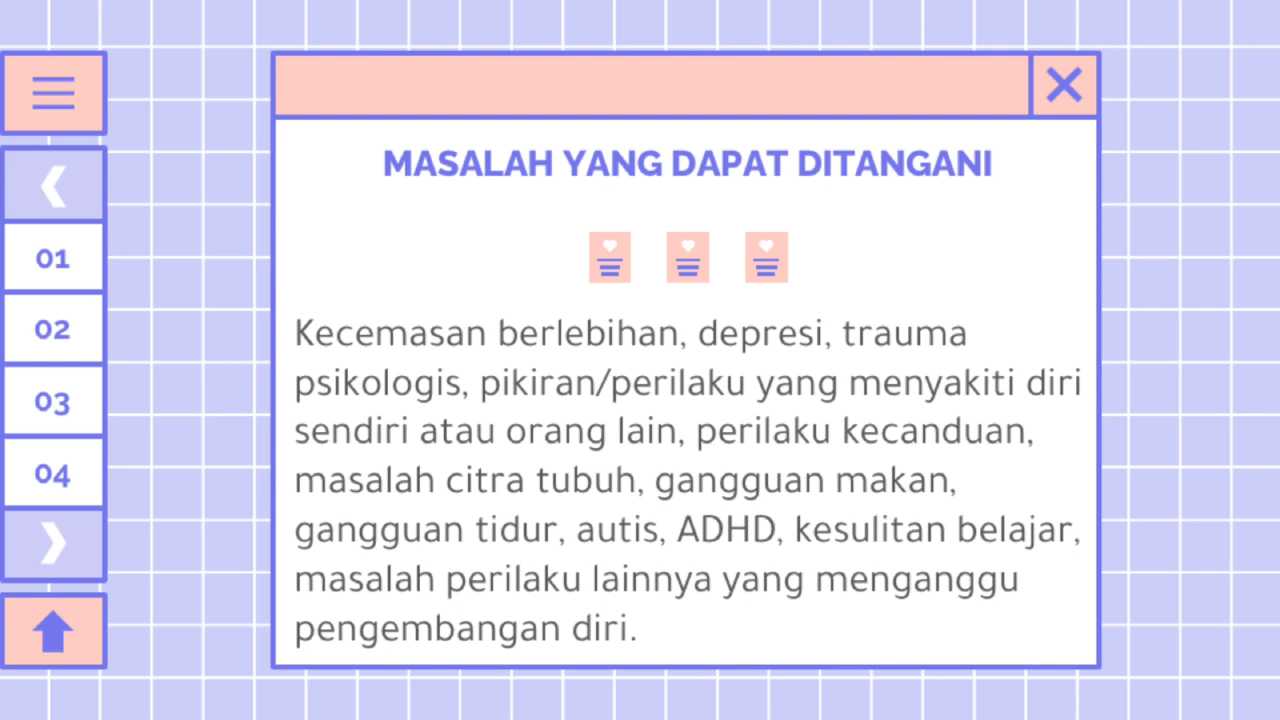 MASALAH YANG DAPAT DITANGANI
01
02
03
04
Kecemasan berlebihan, depresi, trauma
psikologis, pikiran/perilaku yang menyakiti diri
sendiri atau orang lain, perilaku kecanduan,
masalah citra tubuh, gangguan makan,
gangguan tidur, autis, ADHD, kesulitan belajar,
masalah perilaku lainnya yang menganggu
pengembangan diri.